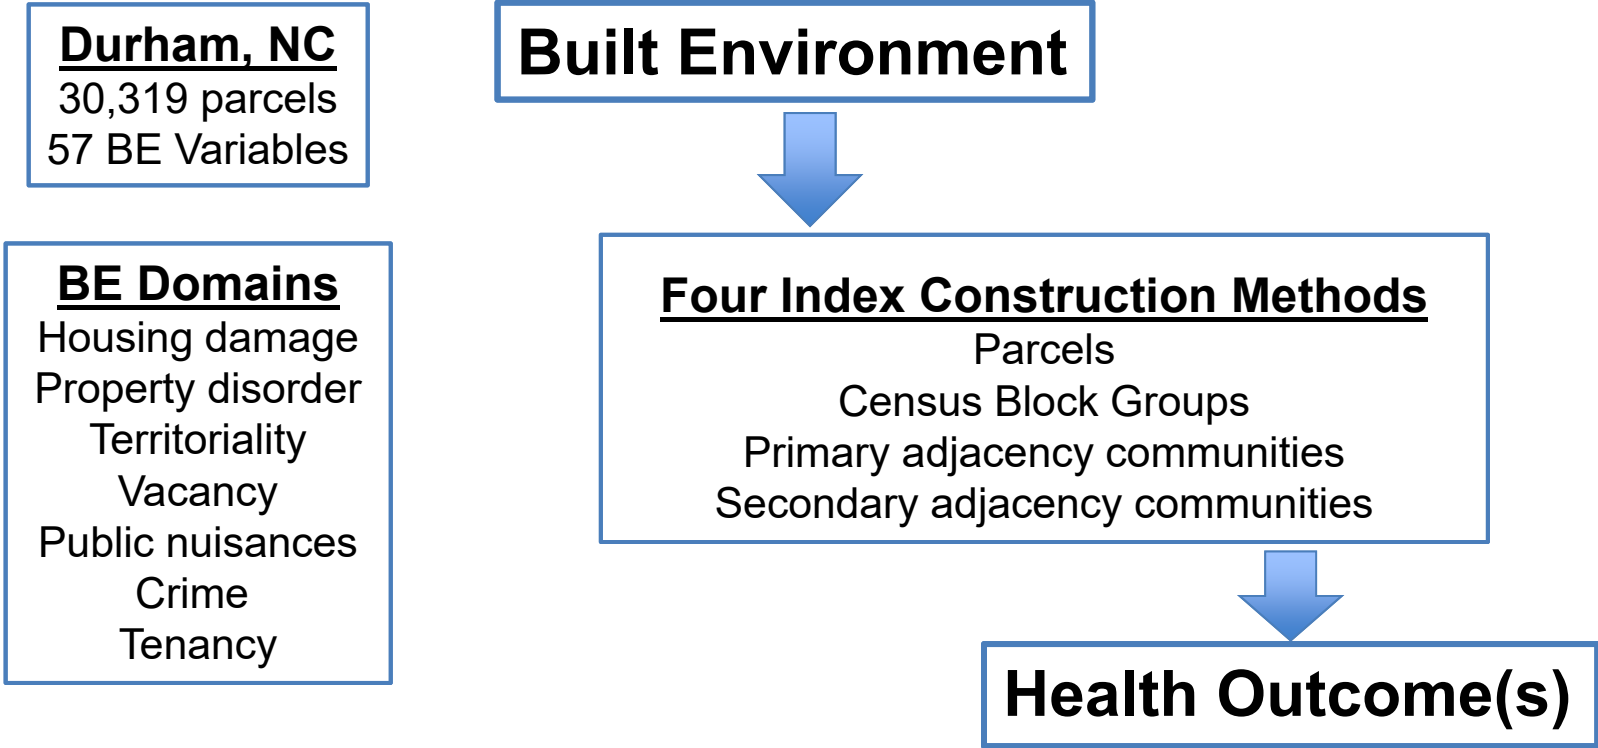 Durham, NC
30,319 parcels
57 BE Variables
BE Domains
Housing damage
Property disorder
Territoriality
Vacancy
Public nuisances
Crime
Tenancy
Built Environment
Four Index Construction Methods
Parcels
Census Block Groups
Primary adjacency communities
Secondary adjacency communities
Health Outcome(s)